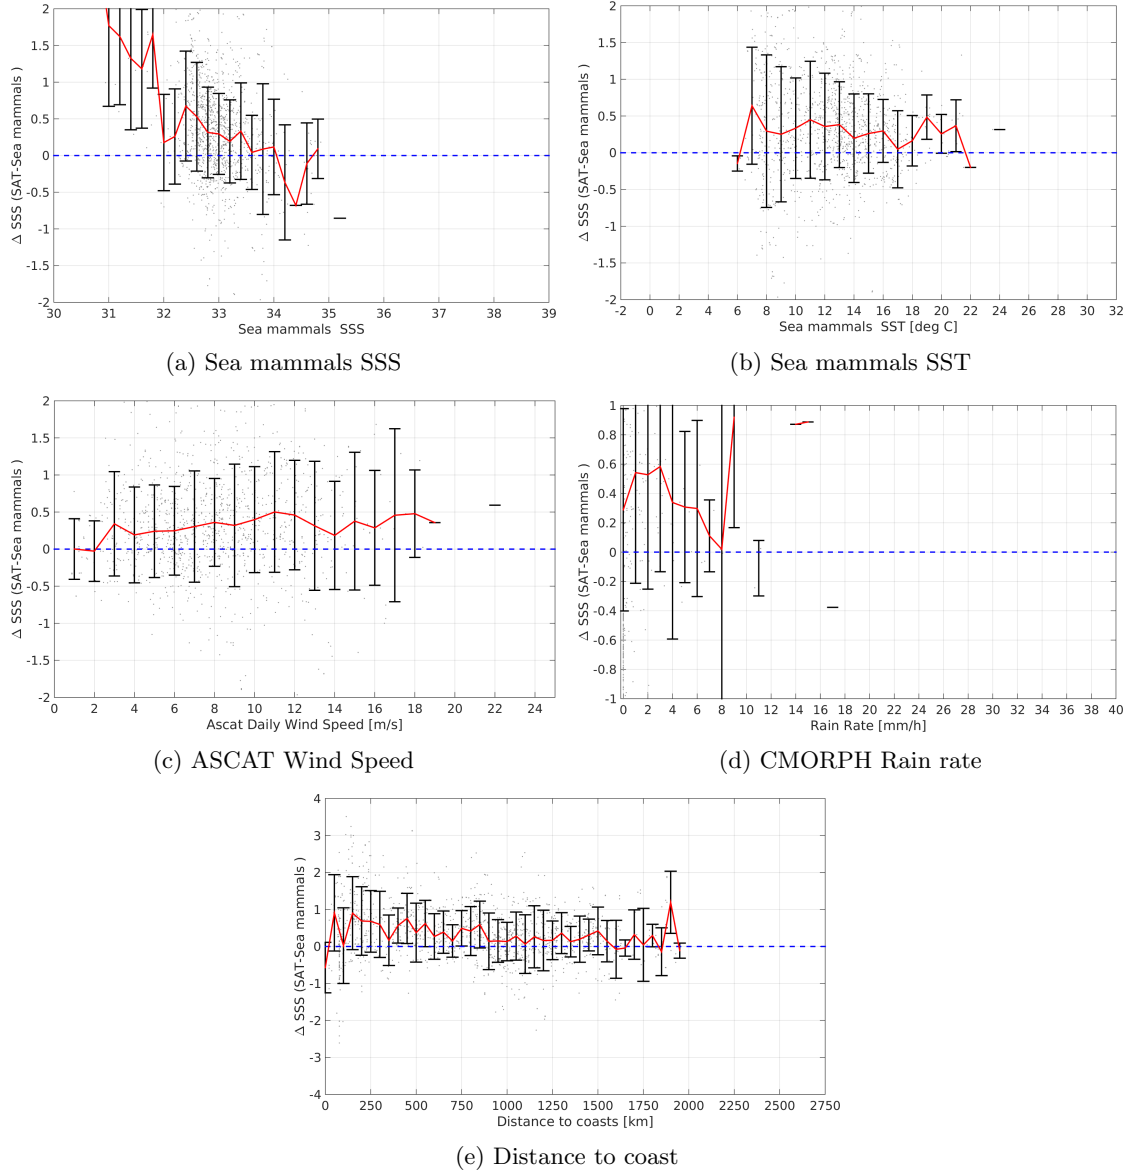 2
1.5
1
0.5
0
-0.5
-1
-1.5
-2
30 31 32 33 34 35 36 37 38 39
Δ SSS (SAT-Sea mammals )
Sea mammals  SSS
(a) Sea mammals SSS
2
1.5
1
0.5
0
-0.5
-1
-1.5
-2
-2 0 2 4 6 8 10 12 14 16 18 20 22 24 26 28 30 32
Δ SSS (SAT-Sea mammals )
Sea mammals  SST [deg C]
(b) Sea mammals SST
2
1.5
1
0.5
0
-0.5
-1
-1.5
-2
0 2 4 6 8 10 12 14 16 18 20 22 24
Δ SSS (SAT-Sea mammals )
Ascat Daily Wind Speed [m/s]
(c) ASCAT Wind Speed
1
0.8
0.6
0.4
0.2
0
-0.2
-0.4
-0.6
-0.8
-1
0 2 4 6 8 10 12 14 16 18 20 22 24 26 28 30 32 34 36 38 40
Δ SSS (SAT-Sea mammals )
Rain Rate [mm/h]
(d) CMORPH Rain rate
4
3
2
1
0
-1
-2
-3
-4
0 250 500 750 1000 1250 1500 1750 2000 2250 2500 2750
Δ SSS (SAT-Sea mammals )
Distance to coasts [km]
(e) Distance to coast